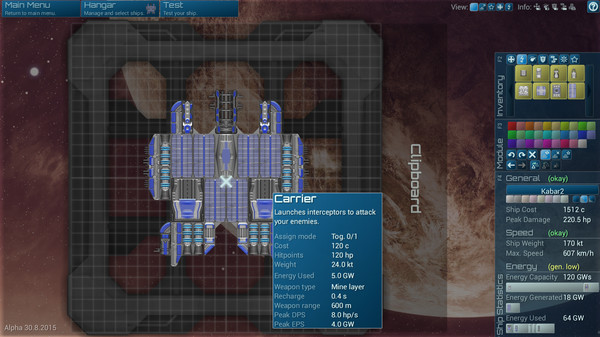 Main Menu
Return to main menu.
Hangar
Manage and select ships.
Test
Test your ship.
View:
Info:
Inventory
F2
Clipboard
Module
F3
F4
General (okay)
Kabar2
Ship Cost 1512 c
Peak Damage 220.5 hp
Speed (okay)
Ship Weight 170 kt
Max. Speed 607 km/h
Energy (gen. low)
Energy Capacity 120 GWs
Energy Generated 18 GW
Energy Used 64 GW
Ship Statistics
Carrier
Launches interceptors to attack
your enemies.
Assign mode Tog. 0/1
Cost 120 c
Hitpoints 120 hp
Weight 24.0 kt
Energy Used 5.0 GW
Weapon type Mine layer
Recharge 0.4 s
Weapon range 600 m
Peak DPS 8.0 hp/s
Peak EPS 4.0 GW
Alpha 30.8.2015